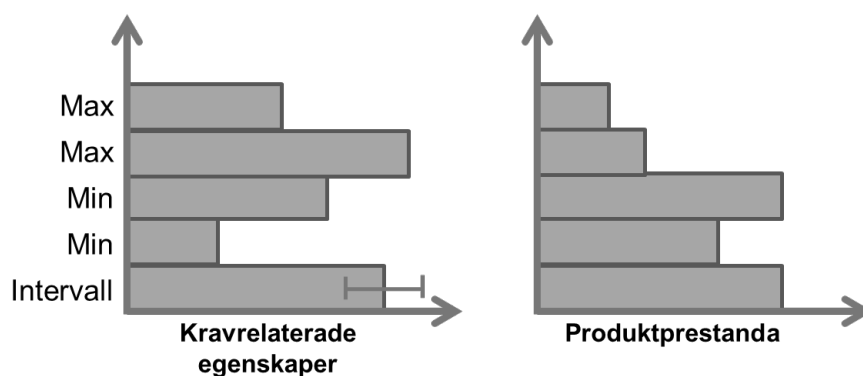 Max
Max
Min
Min
Intervall
Kravrelaterade
egenskaper
Produktprestanda